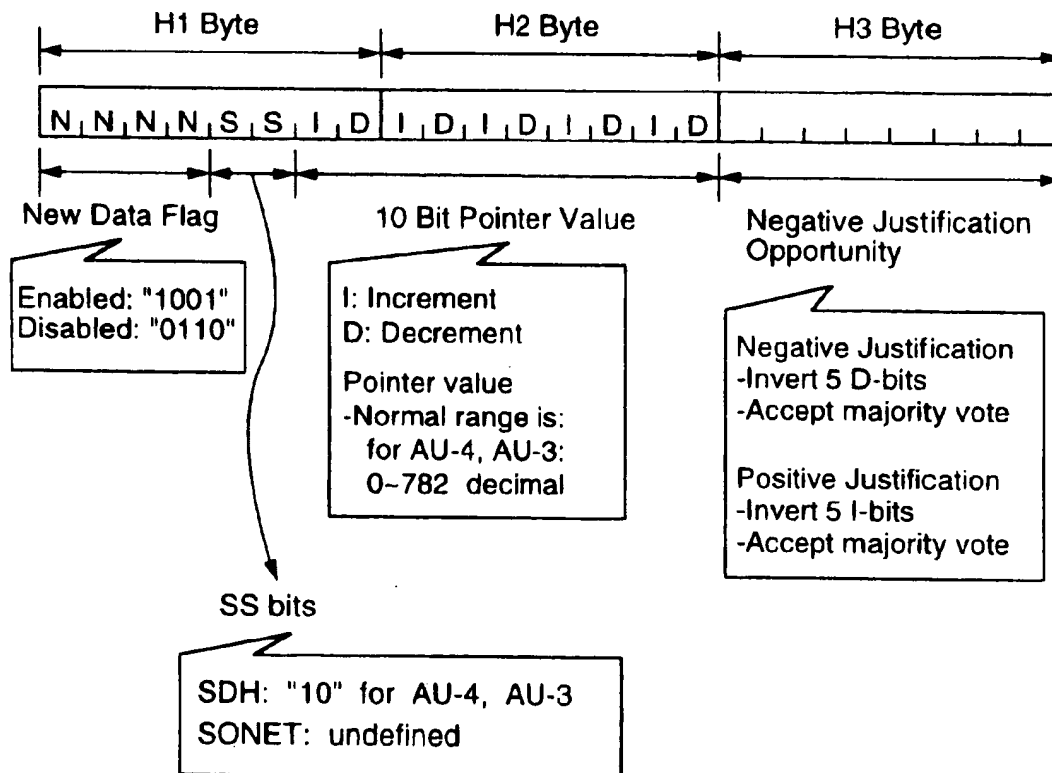 H1 Byte H2 Byte H3 Byte
N N N N S S I D I D I D I D I D
New Data Flag
Enabled: "1001"
Disabled: "0110"
10 Bit Pointer Value
I: Increment
D: Decrement
Pointer value
-Normal range is:
for AU-4, AU-3:
0~782 decimal
Negative Justification
Opportunity
Negative Justification
-Invert 5 D-bits
-Accept majority vote
Positive Justification
-Invert 5 I-bits
-Accept majority vote
SS bits
SDH: "10" for AU-4, AU-3
SONET: undefined